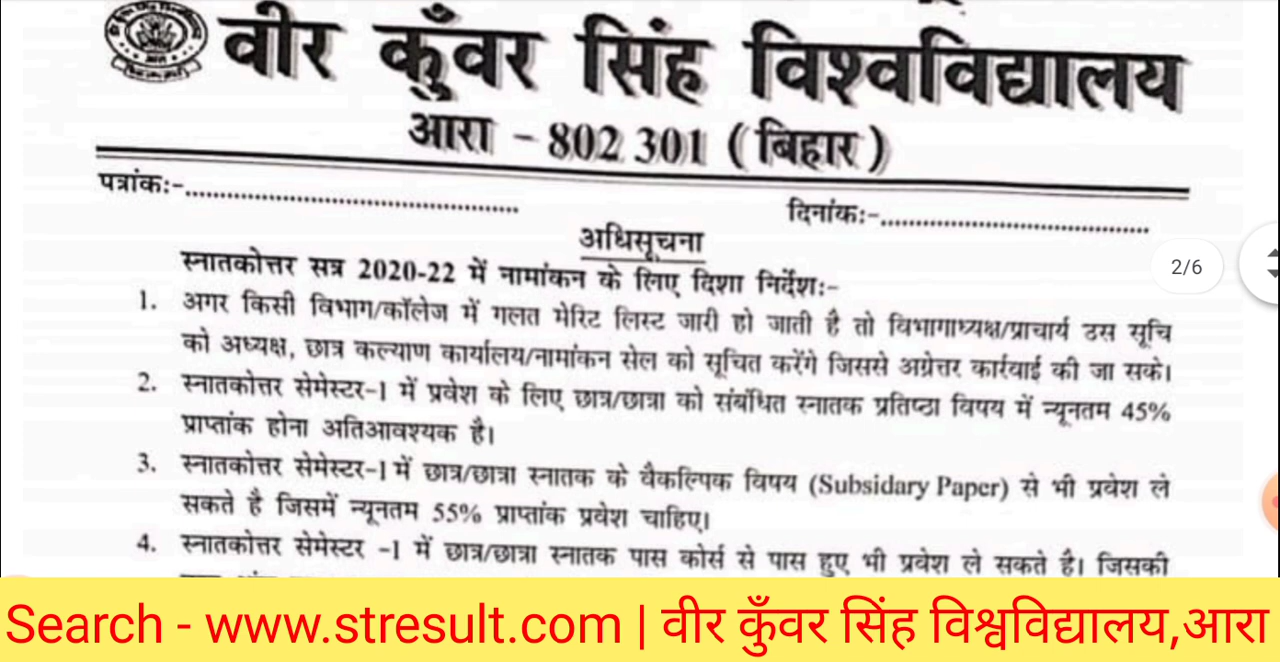 वीर कुँवर सिंह विश्वविद्यालय
आरा - 802 301 ( बिहार )
पत्रांकः-..................................................
दिनांकः-........................................
अधिसूचना
स्नातकोत्तर सत्र 2020-22 में नामांकन के लिए दिशा निर्देशः-
1. अगर किसी विभाग/कॉलेज में गलत मेरिट लिस्ट जारी हो जाती है तो विभागाध्यक्ष/प्राचार्य उस सूचि
को अध्यक्ष, छात्र कल्याण कार्यालय/नामांकन सेल को सूचित करेंगे जिससे अग्रेत्तर कार्रवाई की जा सके।
2. स्नातकोत्तर सेमेस्टर-I में प्रवेश के लिए छात्र/छात्रा को संबंधित स्नातक प्रतिष्ठा विषय में न्यूनतम 45%
प्राप्तांक होना अतिआवश्यक है।
3. स्नातकोत्तर सेमेस्टर-I में छात्र/छात्रा स्नातक के वैकल्पिक विषय (Subsidary Paper) से भी प्रवेश ले
सकते है जिसमें न्यूनतम 55% प्राप्तांक प्रवेश चाहिए।
4. स्नातकोत्तर सेमेस्टर -I में छात्र/छात्रा स्नातक पास कोर्स से पास हुए भी प्रवेश ले सकते है। जिसकी
2/6
Search - www.stresult.com | वीर कुँवर सिंह विश्वविद्यालय,आरा